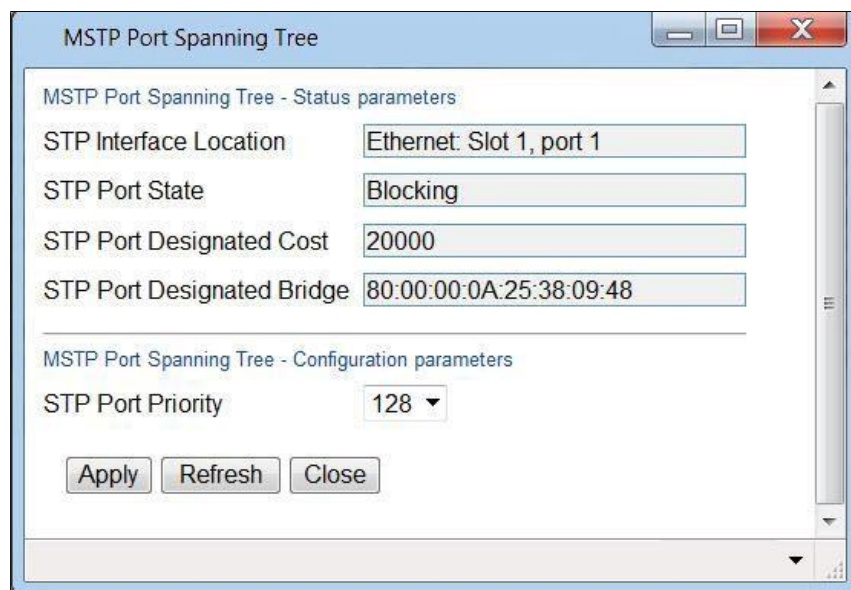 MSTP Port Spanning Tree
MSTP Port Spanning Tree - Status parameters
STP Interface Location Ethernet: Slot 1, port 1
STP Port State Blocking
STP Port Designated Cost 20000
STP Port Designated Bridge 80:00:00:0A:25:38:09:48
MSTP Port Spanning Tree - Configuration parameters
STP Port Priority 128
Apply Refresh Close